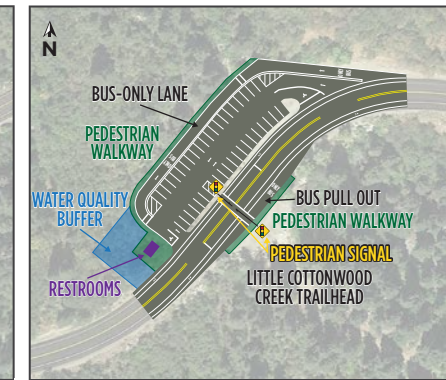 N
BUS-ONLY LANE
PEDESTRIAN
WALKWAY
WATER QUALITY
BUFFER
RESTROOMS
BUS PULL OUT
PEDESTRIAN WALKWAY
PEDESTRIAN SIGNAL
LITTLE COTTONWOOD
CREEK TRAILHEAD